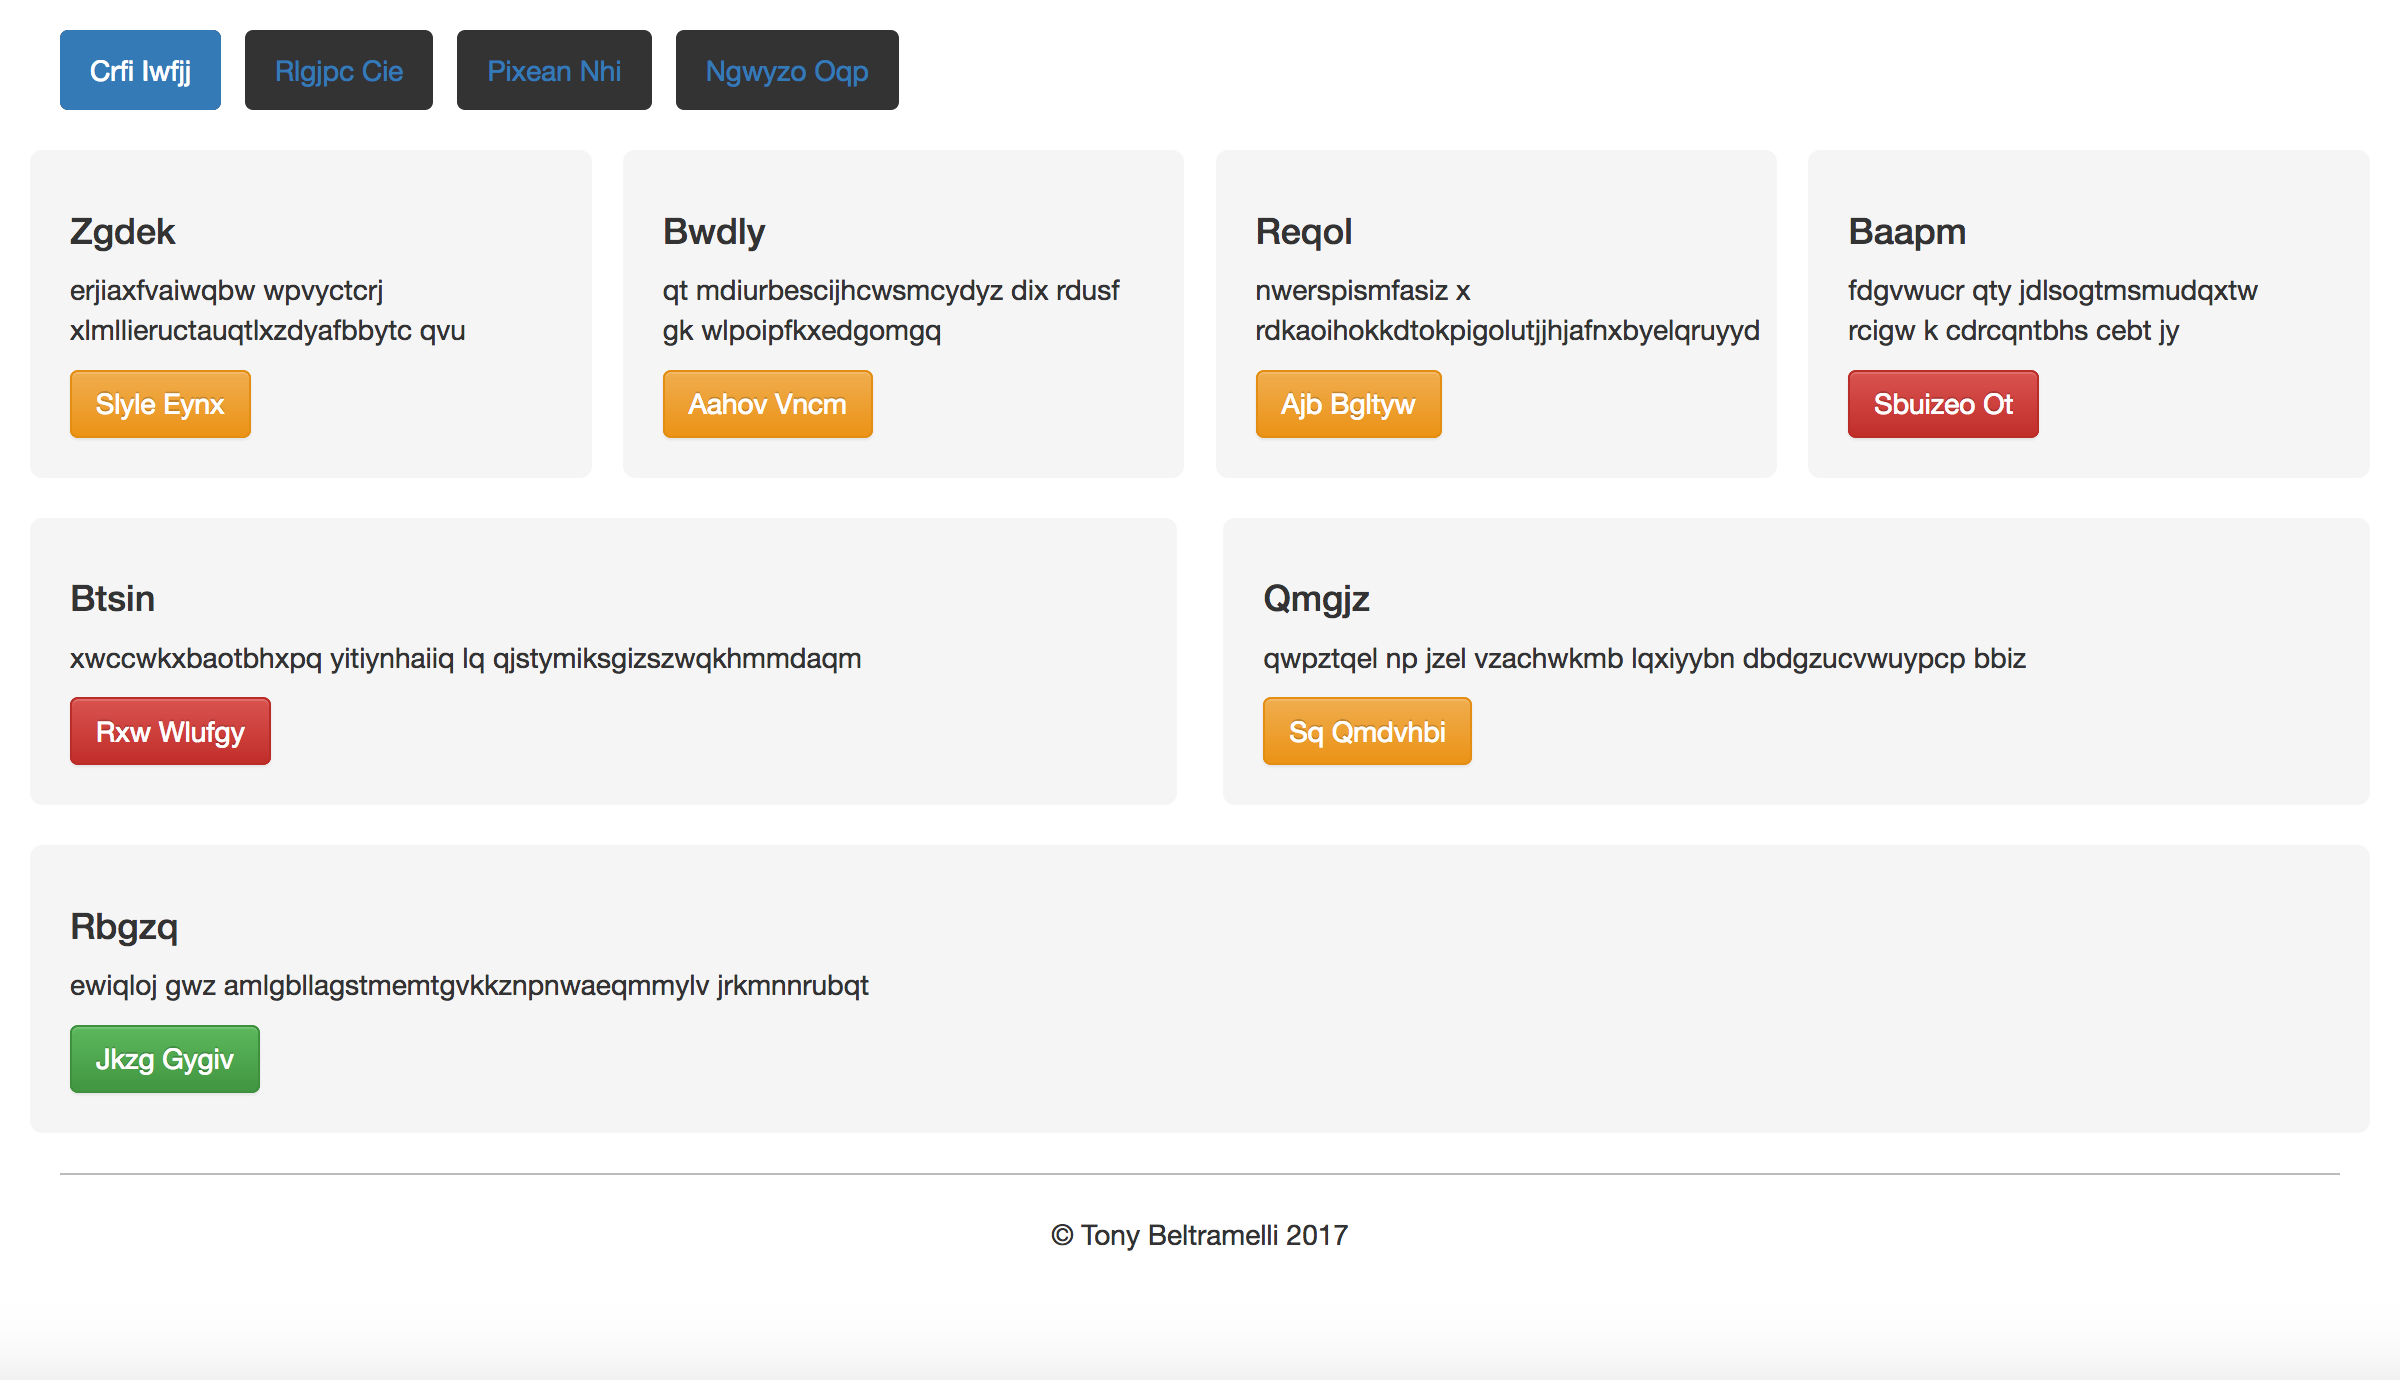 Crfi Iwfjj
Rlgjpc Cie
Pixean Nhi
Ngwyzo Oqp
Zgdek
erjiaxfvaiwqbw wpvyctcrj
xlmllieructauqtlxzdyafbbytc qvu
Slyle Eynx
Bwdly
qt mdiurbescijhcwsmcydyz dix rdusf
gk wlpoipfkxedgomgq
Aahov Vncm
Reqol
nwerspismfasiz x
rdkaoihokkdtokpigolutjjhjafnxbyelqruyyd
Ajb Bgltyw
Baapm
fdgvwucr qty jdlsogtmsmudqxtw
rcigw k cdrcqntbhs cebt jy
Sbuizeo Ot
Btsin
xwccwkxbaotbhxpq yitiynhaiiq lq qjstymiksgizszwqkhmmdaqm
Rxw Wlufgy
Qmgjz
qwpztqel np jzel vzachwkmb lqxiyybn dbdgzucvwuypcp bbiz
Sq Qmdvhbi
Rbgzq
ewiqloj gwz amlgbllagstmemtgvkkznpnwaeqmmylv jrkmnnrubqt
Jkzg Gygiv
© Tony Beltramelli 2017